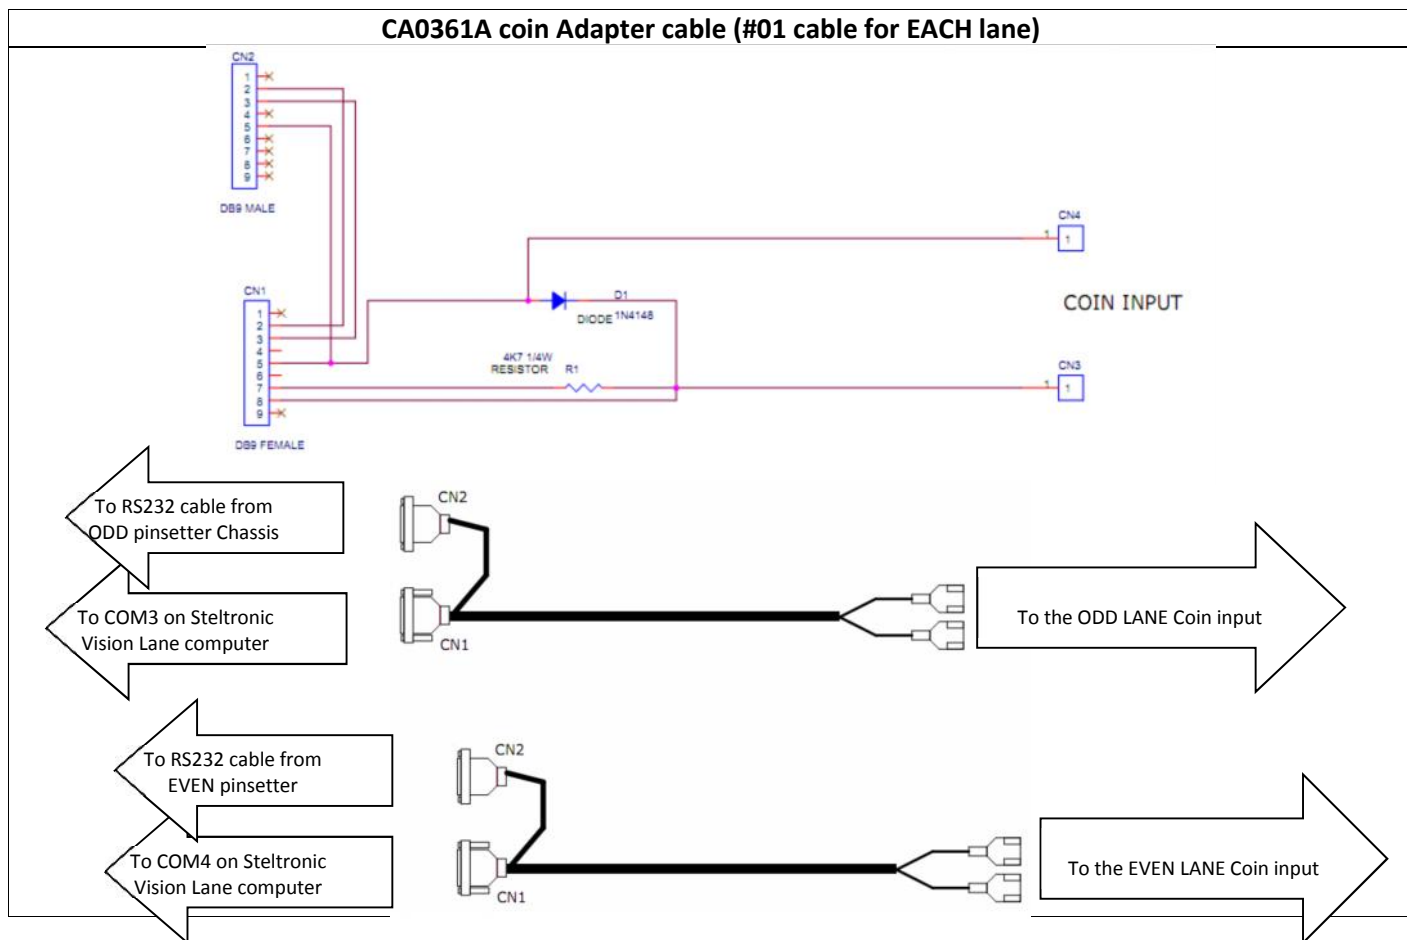 CA0361A coin Adapter cable (#01 cable for EACH lane)
CN2
1
2
3
4
5
6
7
8
9
DB9 MALE
CN4
1
1
COIN INPUT
CN1
1
2
3
4
5
6
7
8
9
DB9 FEMALE
D1
DIODE 1N4148
4K7 1/4W
RESISTOR R1
CN3
1
1
To RS232 cable from
ODD pinsetter Chassis
CN2
To COM3 on Steltronic
Vision Lane computer
CN1
To the ODD LANE Coin input
To RS232 cable from
EVEN pinsetter
CN2
To COM4 on Steltronic
Vision Lane computer
CN1
To the EVEN LANE Coin input